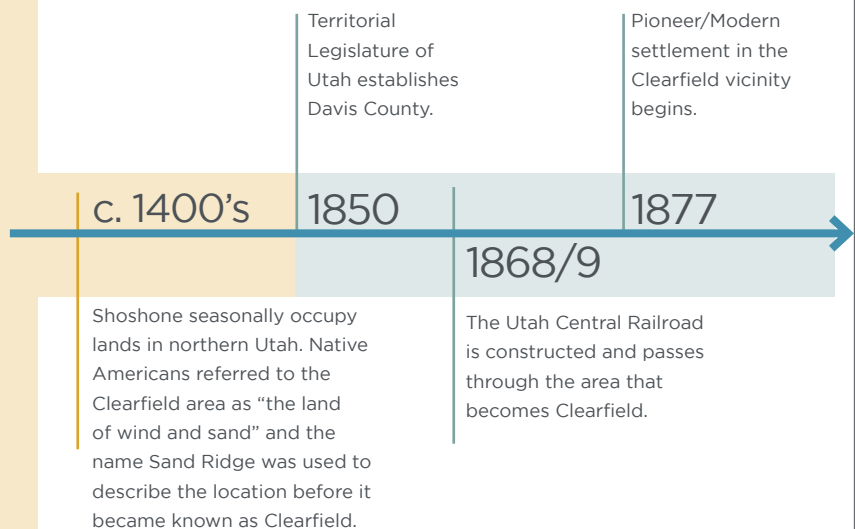 Territorial
Legislature of
Utah establishes
Davis County.
Pioneer/Modern
settlement in the
Clearfield vicinity
begins.
c. 1400's
1850
1877
1868/9
Shoshone seasonally occupy
lands in northern Utah. Native
Americans referred to the
Clearfield area as “the land
of wind and sand” and the
name Sand Ridge was used to
describe the location before it
became known as Clearfield.
The Utah Central Railroad
is constructed and passes
through the area that
becomes Clearfield.